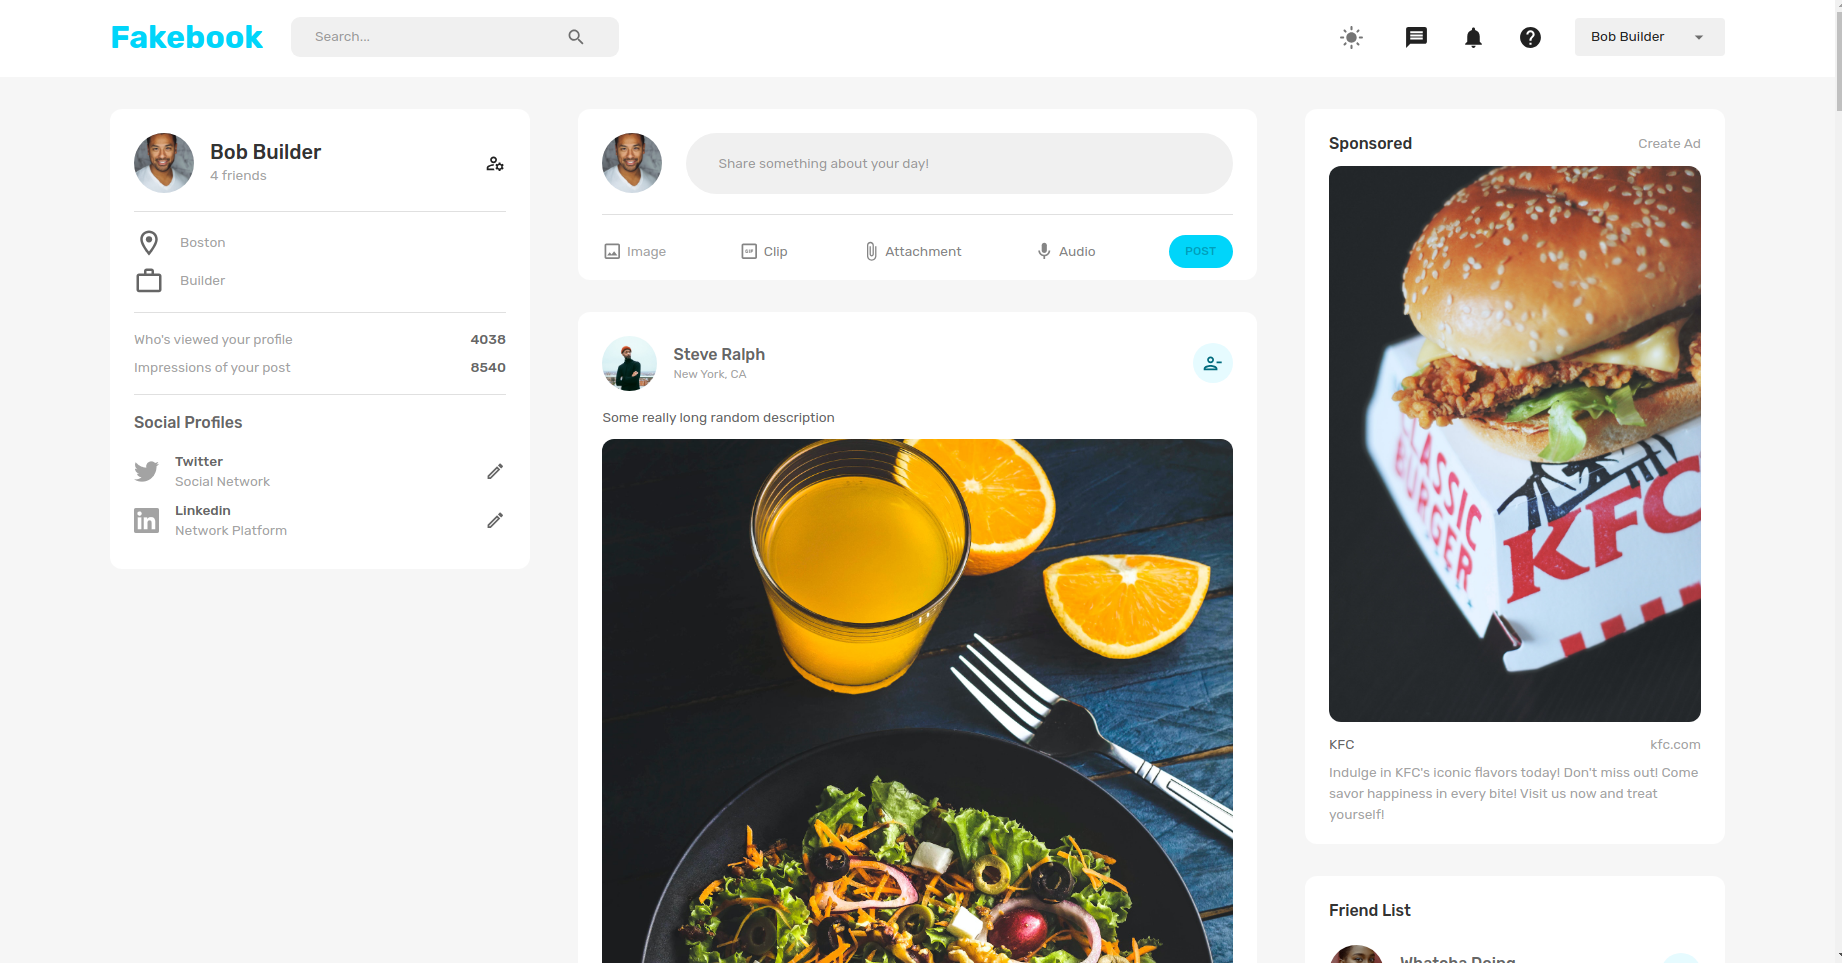 Fakebook
Search...
Bob Builder
Bob Builder
4 friends
Boston
Builder
Who's viewed your profile 4038
Impressions of your post 8540
Social Profiles
Twitter
Social Network
Linkedin
Network Platform
Share something about your day!
Image Clip Attachment Audio POST
Steve Ralph
New York, CA
Some really long random description
Sponsored Create Ad
CLASSIC
BURGER
KFC
KFC kfc.com
Indulge in KFC's iconic flavors today! Don't miss out! Come
savor happiness in every bite! Visit us now and treat
yourself!
Friend List
Whatcha Doing